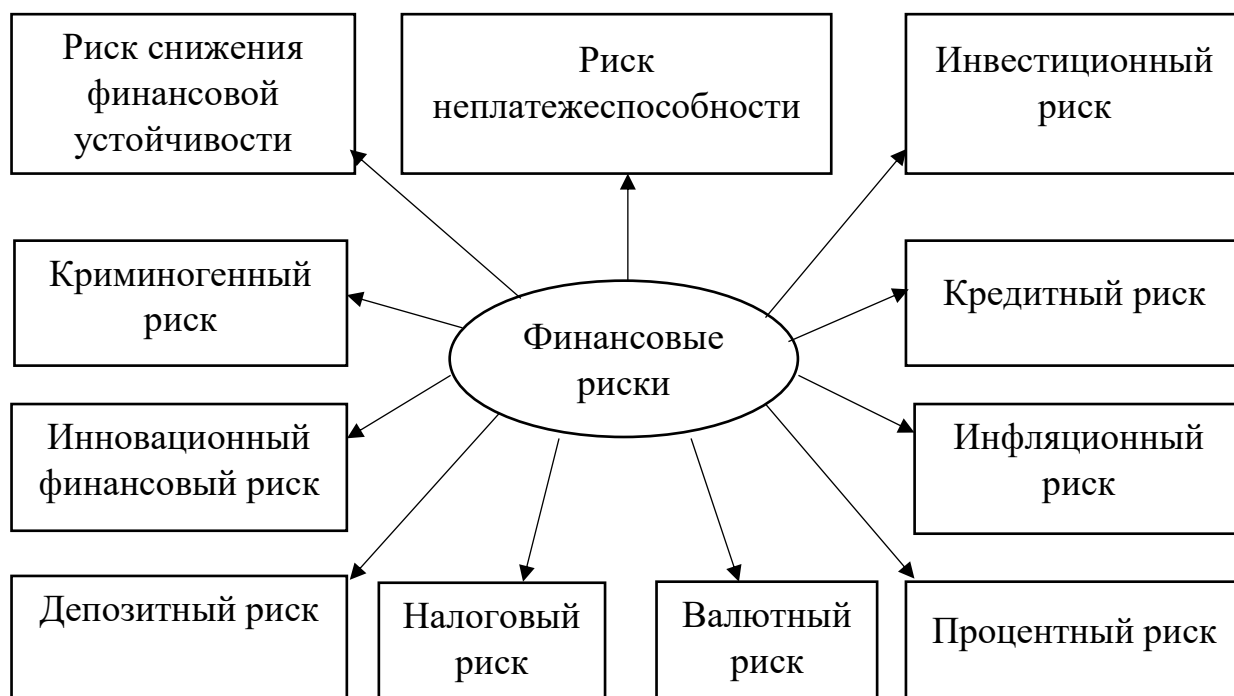 Риск снижения
финансовой
устойчивости
Риск
неплатежеспособности
Инвестиционный
риск
Криминогенный
риск
Финансовые
риски
Кредитный риск
Инновационный
финансовый риск
Инфляционный
риск
Депозитный риск
Налоговый
риск
Валютный
риск
Процентный риск